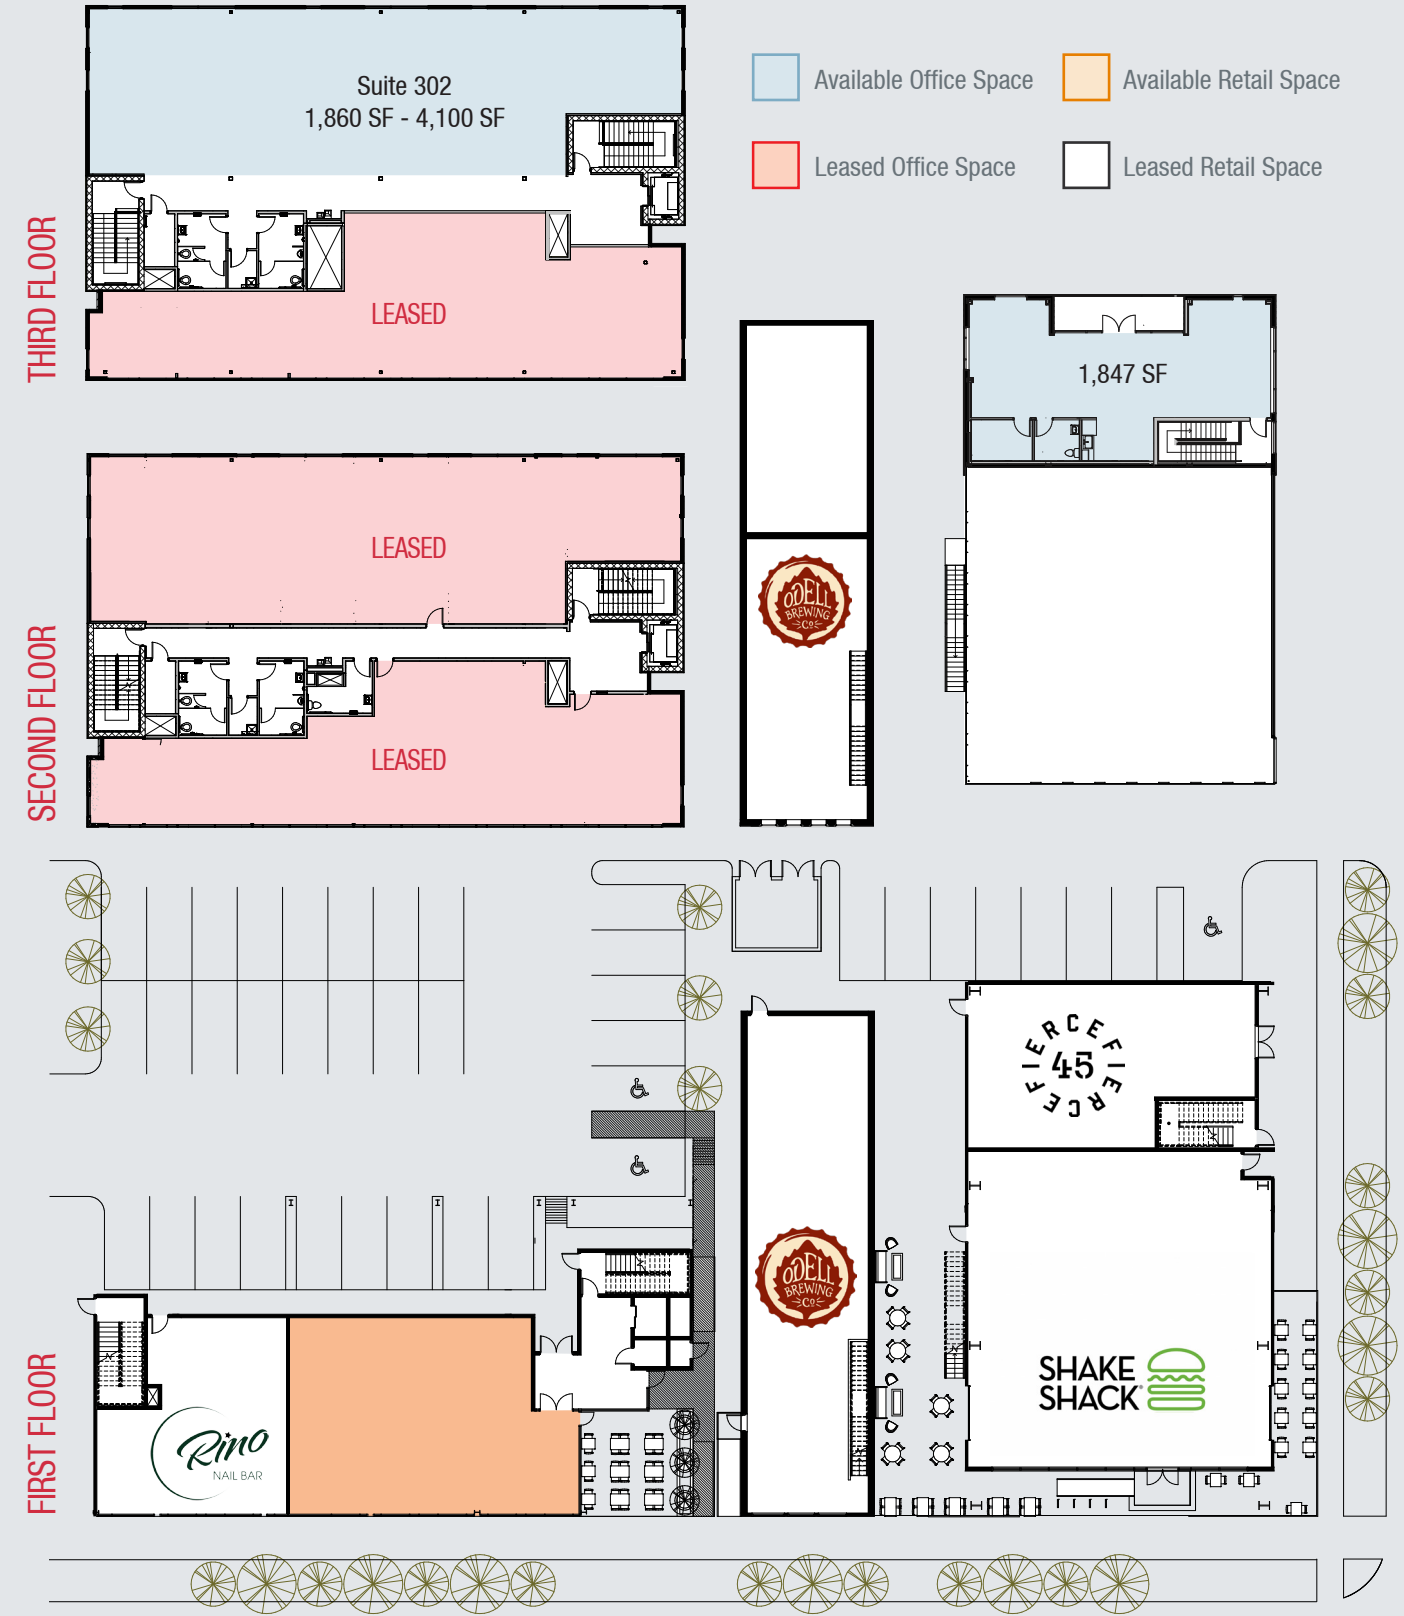 Suite 302
1,860 SF - 4,100 SF
Available Office Space
Available Retail Space
Leased Office Space
Leased Retail Space
THIRD FLOOR
LEASED
1,847 SF
SECOND FLOOR
LEASED
LEASED
ODELL
BREWING
Co
FIERCE
45
FIERCE
ODELL
BREWING
Co
SHAKE
SHACK
FIRST FLOOR
Rino
NAIL BAR